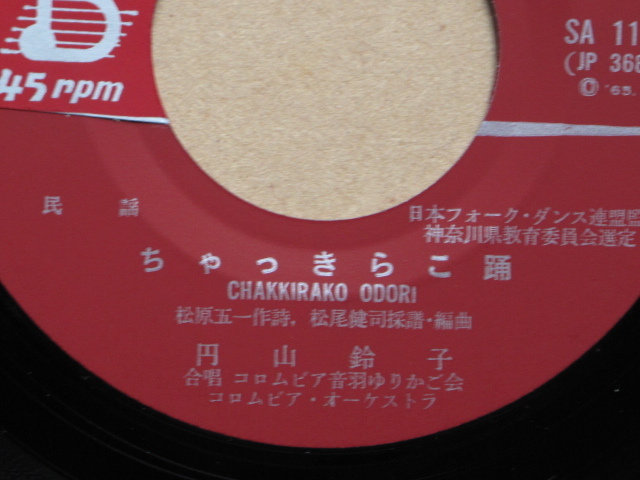 45 rpm
SA 11
(JP 368
© '65.
民謡
日本フォーク・ダンス連盟監
神奈川県教育委員会選定
ちゃっきらこ踊
CHAKKIRAKO ODORI
松原五一作詩, 松尾健司採譜・編曲
円山鈴子
合唱 コロムビア音羽ゆりかご会
コロムビア・オーケストラ